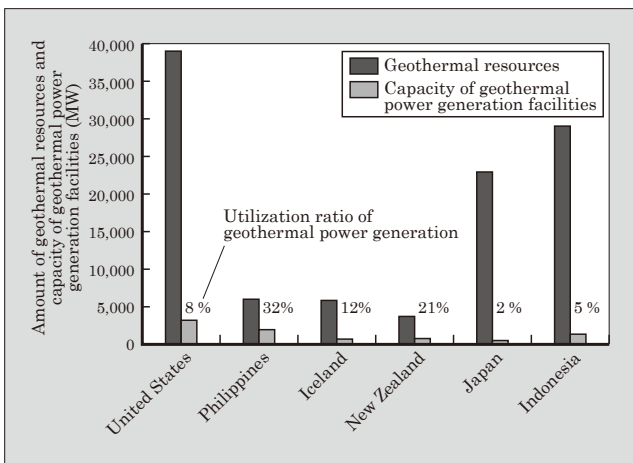 Amount of geothermal resources and
capacity of geothermal power
generation facilities (MW)
40,000
35,000
30,000
25,000
20,000
15,000
10,000
5,000
0
Geothermal resources
Capacity of geothermal
power generation facilities
Utilization ratio of
geothermal power generation
8 %
32%
12%
21%
2 %
5 %
United States
Philippines
Iceland
New Zealand
Japan
Indonesia